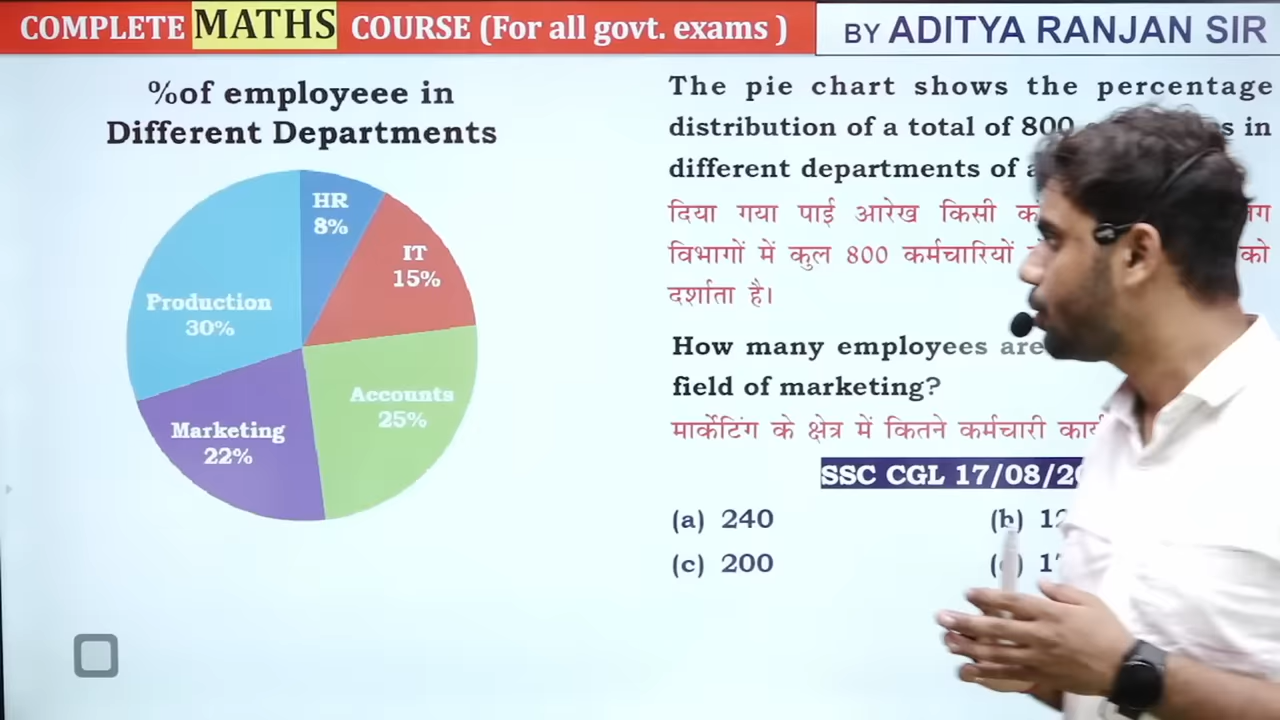 COMPLETE MATHS COURSE (For all govt. exams )
BY ADITYA RANJAN SIR
%of employeee in
Different Departments
HR
8%
IT
15%
Production
30%
Accounts
25%
Marketing
22%
The pie chart shows the percentage
distribution of a total of 800 in
different departments of
दिया गया पाई आरेख किसी
विभागों में कुल 800 कर्मचारियों को
दर्शाता है।
How many employees are
field of marketing?
मार्केटिंग के क्षेत्र में कितने कर्मचारी
SSC CGL 17/08/20
(a) 240
(b)
(c) 200